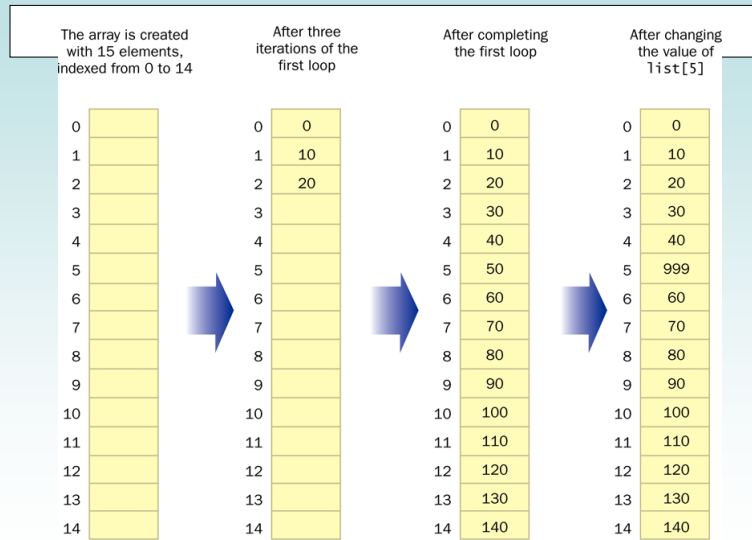 The array is created
with 15 elements,
indexed from 0 to 14
After three
iterations of the
first loop
After completing
the first loop
After changing
the value of
list[5]
0 0 0 0 0 0 0
1 1 10 1 10 1 10
2 2 20 2 20 2 20
3 3 3 30 3 30
4 4 4 40 4 40
5 5 5 50 5 999
6 6 6 60 6 60
7 7 7 70 7 70
8 8 8 80 8 80
9 9 9 90 9 90
10 10 10 100 10 100
11 11 11 110 11 110
12 12 12 120 12 120
13 13 13 130 13 130
14 14 14 140 14 140